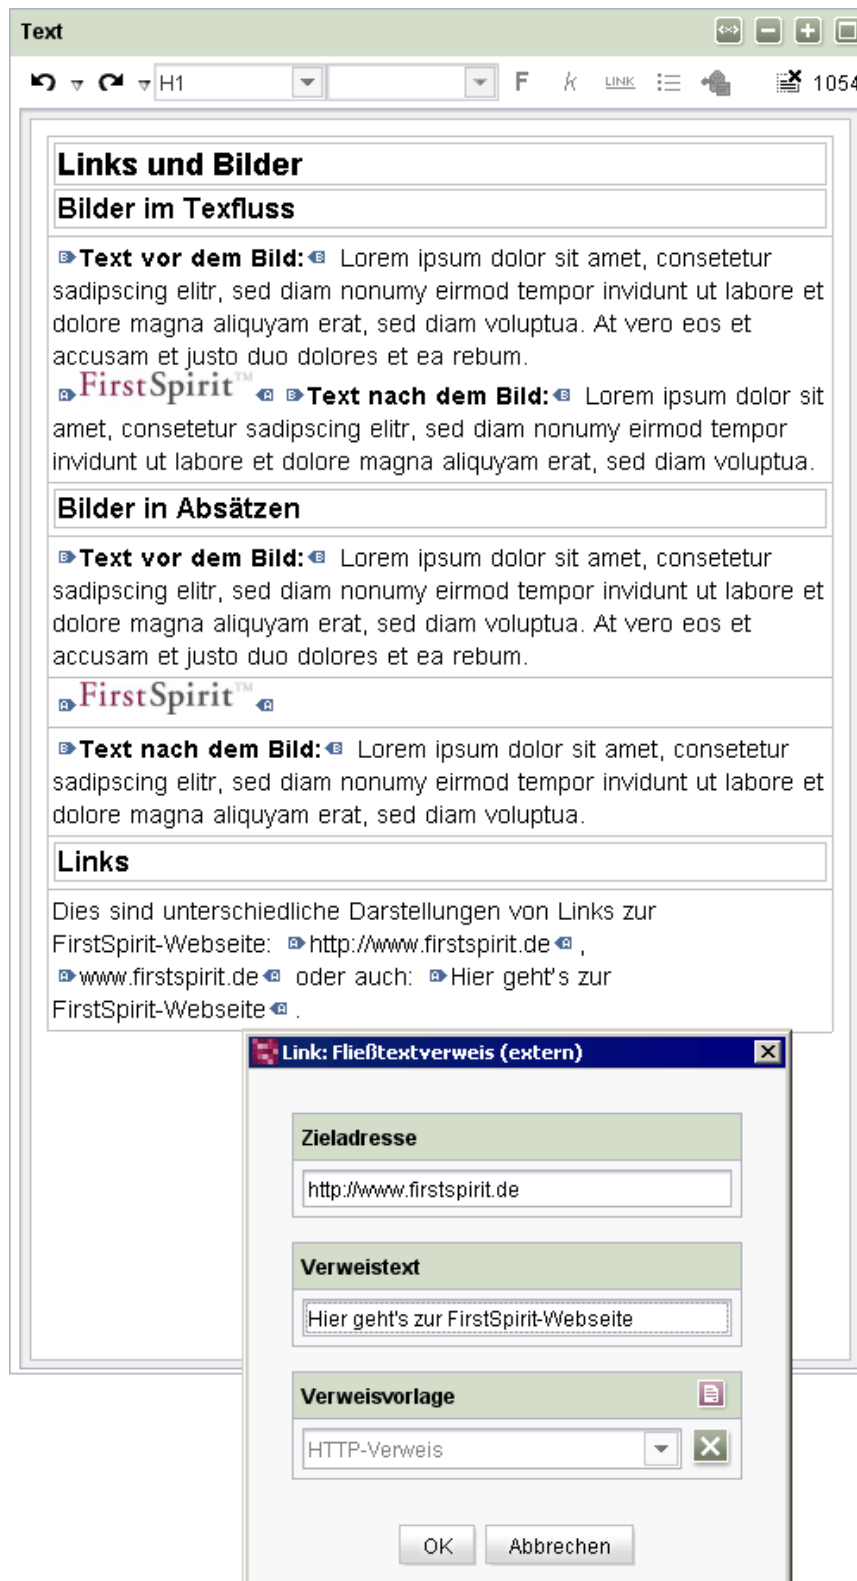 Text
H1
F k LINK 1054
Links und Bilder
Bilder im Texfluss
B Text vor dem Bild: B Lorem ipsum dolor sit amet, consetetur
sadipscing elitr, sed diam nonumy eirmod tempor invidunt ut labore et
dolore magna aliquyam erat, sed diam voluptua. At vero eos et
accusam et justo duo dolores et ea rebum.
A FirstSpirit™ A B Text nach dem Bild: B Lorem ipsum dolor sit
amet, consetetur sadipscing elitr, sed diam nonumy eirmod tempor
invidunt ut labore et dolore magna aliquyam erat, sed diam voluptua.
Bilder in Absätzen
B Text vor dem Bild: B Lorem ipsum dolor sit amet, consetetur
sadipscing elitr, sed diam nonumy eirmod tempor invidunt ut labore et
dolore magna aliquyam erat, sed diam voluptua. At vero eos et
accusam et justo duo dolores et ea rebum.
A FirstSpirit™ A
B Text nach dem Bild: B Lorem ipsum dolor sit amet, consetetur
sadipscing elitr, sed diam nonumy eirmod tempor invidunt ut labore et
dolore magna aliquyam erat, sed diam voluptua.
Links
Dies sind unterschiedliche Darstellungen von Links zur
FirstSpirit-Webseite: A http://www.firstspirit.de A ,
A www.firstspirit.de A oder auch: A Hier geht's zur
FirstSpirit-Webseite A .
Link: Fließtextverweis (extern)
Zieladresse
http://www.firstspirit.de
Verweistext
Hier geht's zur FirstSpirit-Webseite
Verweisvorlage
HTTP-Verweis
OK Abbrechen